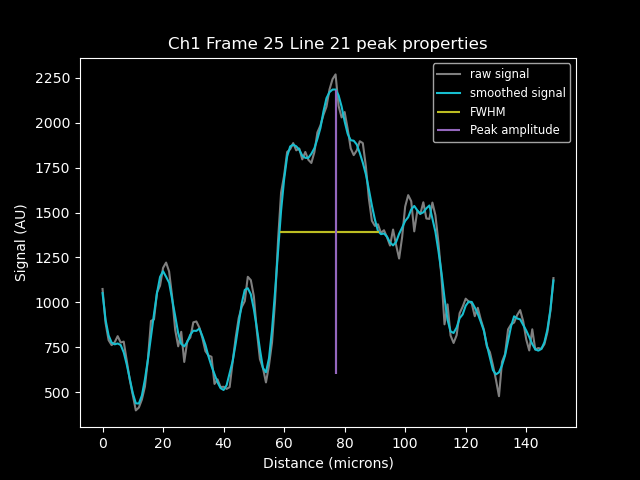 Ch1 Frame 25 Line 21 peak properties
raw signal
smoothed signal
FWHM
Peak amplitude
Signal (AU)
2250
2000
1750
1500
1250
1000
750
500
0 20 40 60 80 100 120 140
Distance (microns)